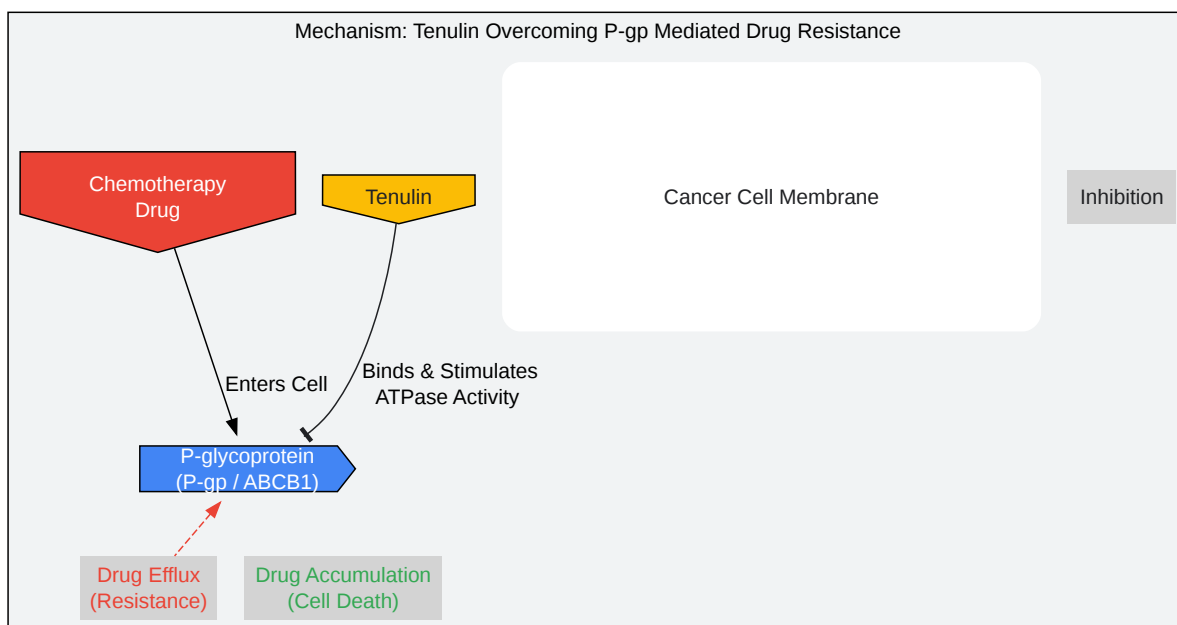 Mechanism: Tenulin Overcoming P-gp Mediated Drug Resistance
Chemotherapy
Drug
Tenulin
Cancer Cell Membrane
Inhibition
Enters Cell
Binds & Stimulates
ATPase Activity
P-glycoprotein
(P-gp / ABCB1)
Drug Efflux
(Resistance)
Drug Accumulation
(Cell Death)